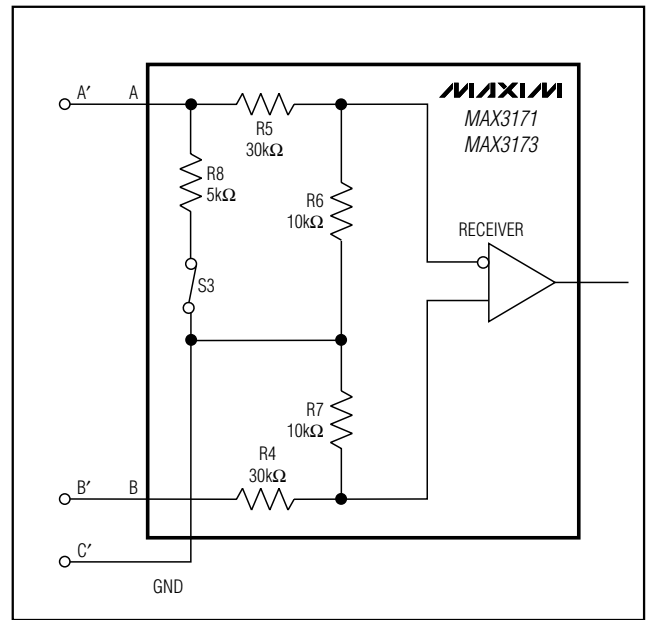 A′ A
R5
30kΩ
MAXIM
MAX3171
MAX3173
R8
5kΩ
R6
10kΩ
RECEIVER
S3
R7
10kΩ
R4
30kΩ
B′ B
C′
GND